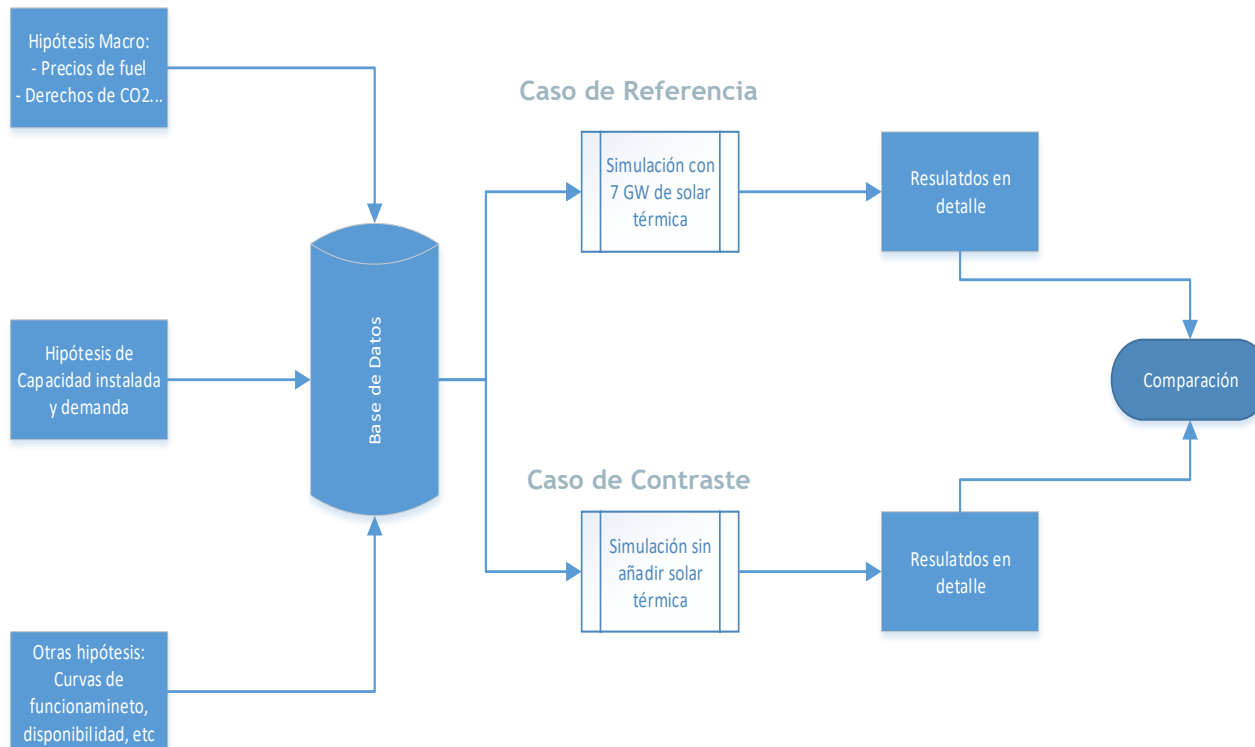 Hipótesis Macro:
- Precios de fuel
- Derechos de CO2...
Hipótesis de
Capacidad instalada
y demanda
Otras hipótesis:
Curvas de
funcionamineto,
disponibilidad, etc
Base de Datos
Caso de Referencia
Simulación con
7 GW de solar
térmica
Resulatdos en
detalle
Caso de Contraste
Simulación sin
añadir solar
térmica
Resulatdos en
detalle
Comparación